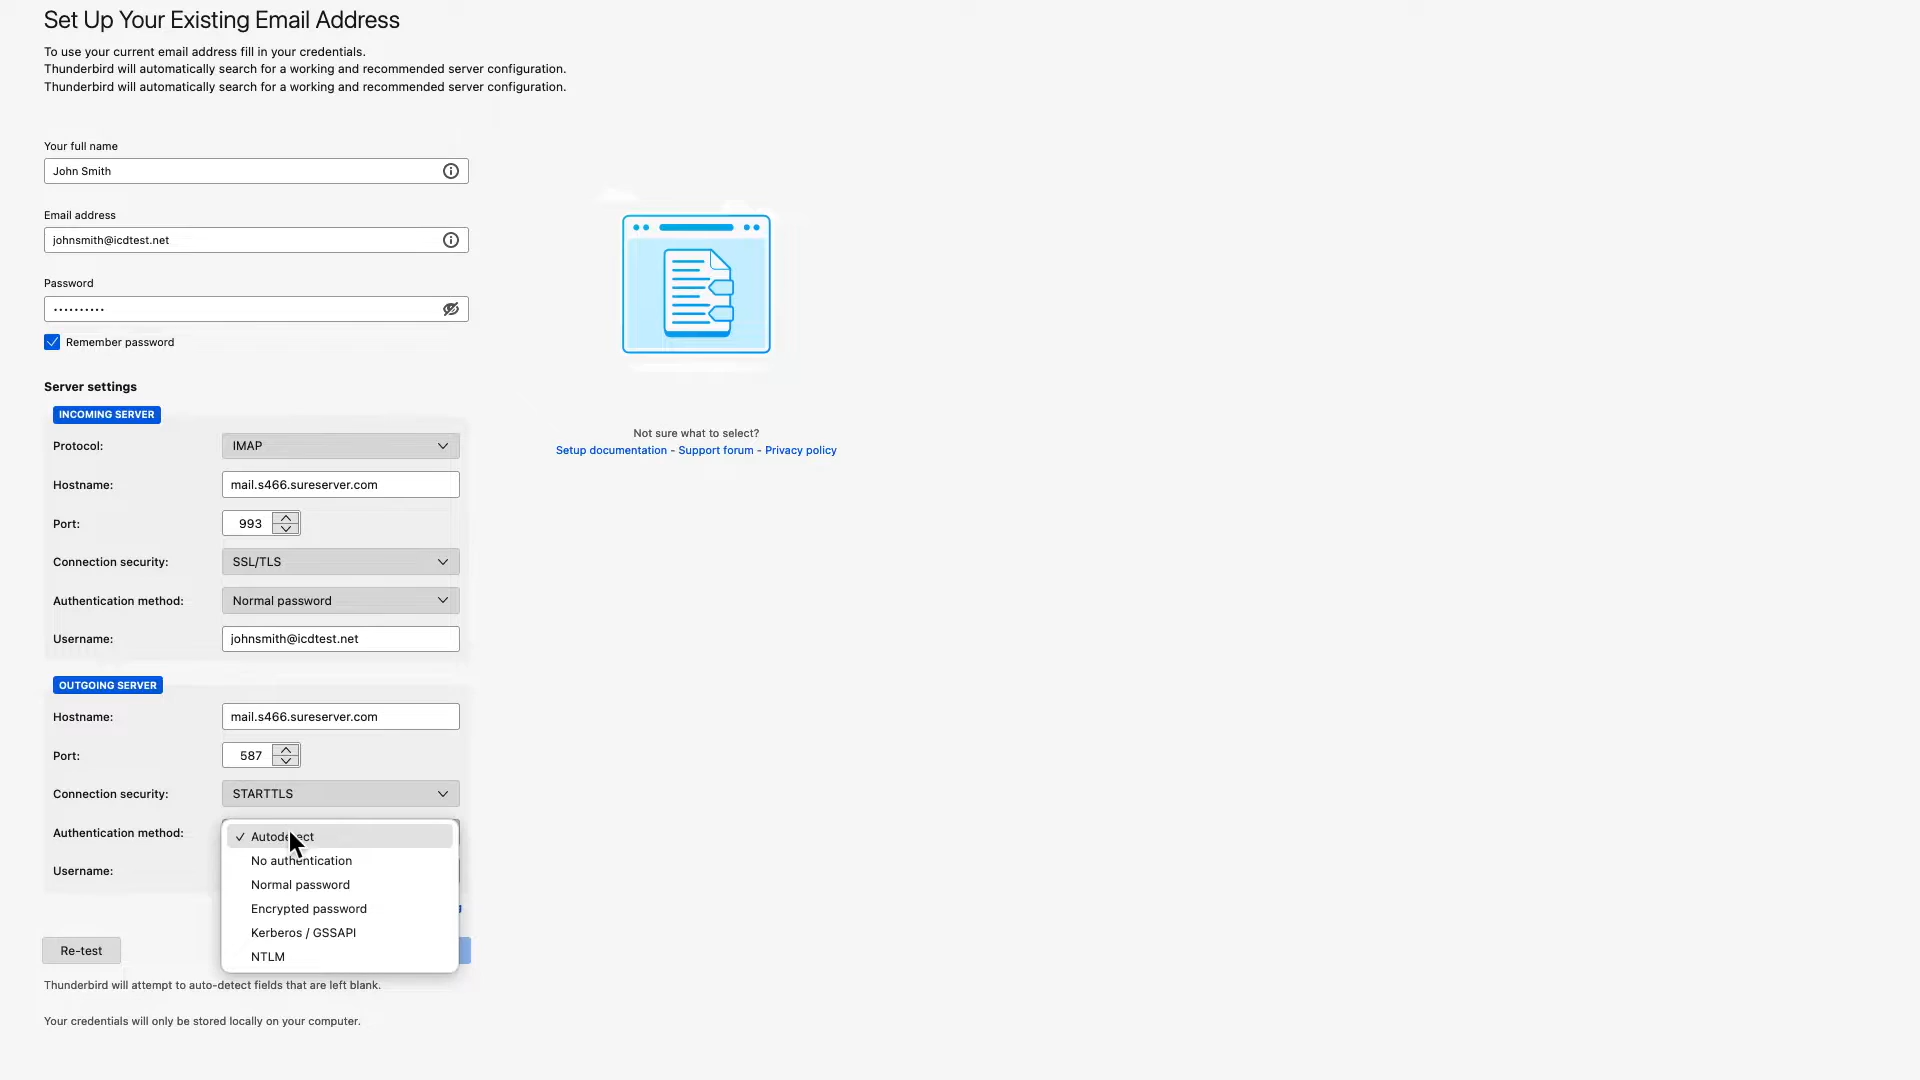 Set Up Your Existing Email Address
To use your current email address fill in your credentials.
Thunderbird will automatically search for a working and recommended server configuration.
Thunderbird will automatically search for a working and recommended server configuration.
Your full name
John Smith
Email address
johnsmith@icdtest.net
Password
Remember password
Server settings
INCOMING SERVER
Protocol: IMAP
Hostname: mail.s466.sureserver.com
Port: 993
Connection security: SSL/TLS
Authentication method: Normal password
Username: johnsmith@icdtest.net
OUTGOING SERVER
Hostname: mail.s466.sureserver.com
Port: 587
Connection security: STARTTLS
Authentication method:
Username:
✓ Autodetect
No authentication
Normal password
Encrypted password
Kerberos / GSSAPI
NTLM
Re-test
Thunderbird will attempt to auto-detect fields that are left blank.
Your credentials will only be stored locally on your computer.
Not sure what to select?
Setup documentation - Support forum - Privacy policy